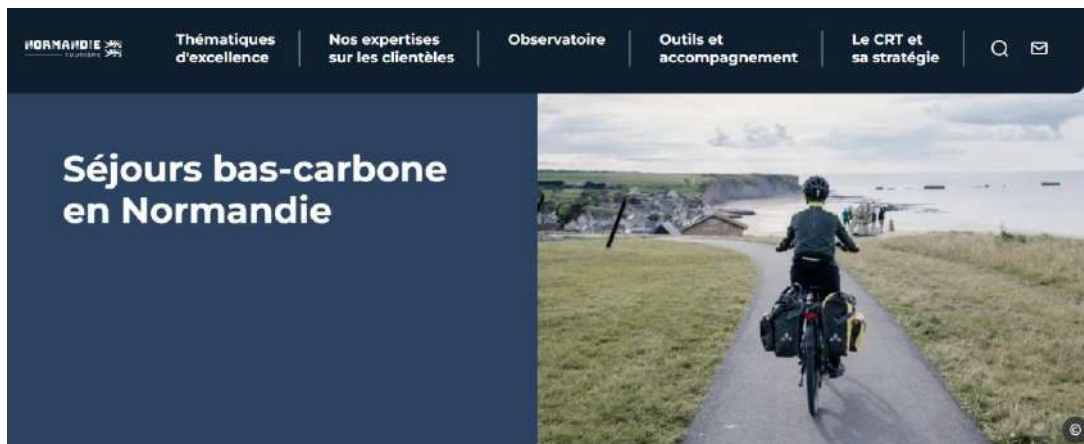 NORMANDIE
TOURISME
Thématiques
d'excellence
Nos expertises
sur les clientèles
Observatoire
Outils et
accompagnement
Le CRT et
sa stratégie
Séjours bas-carbone
en Normandie
©